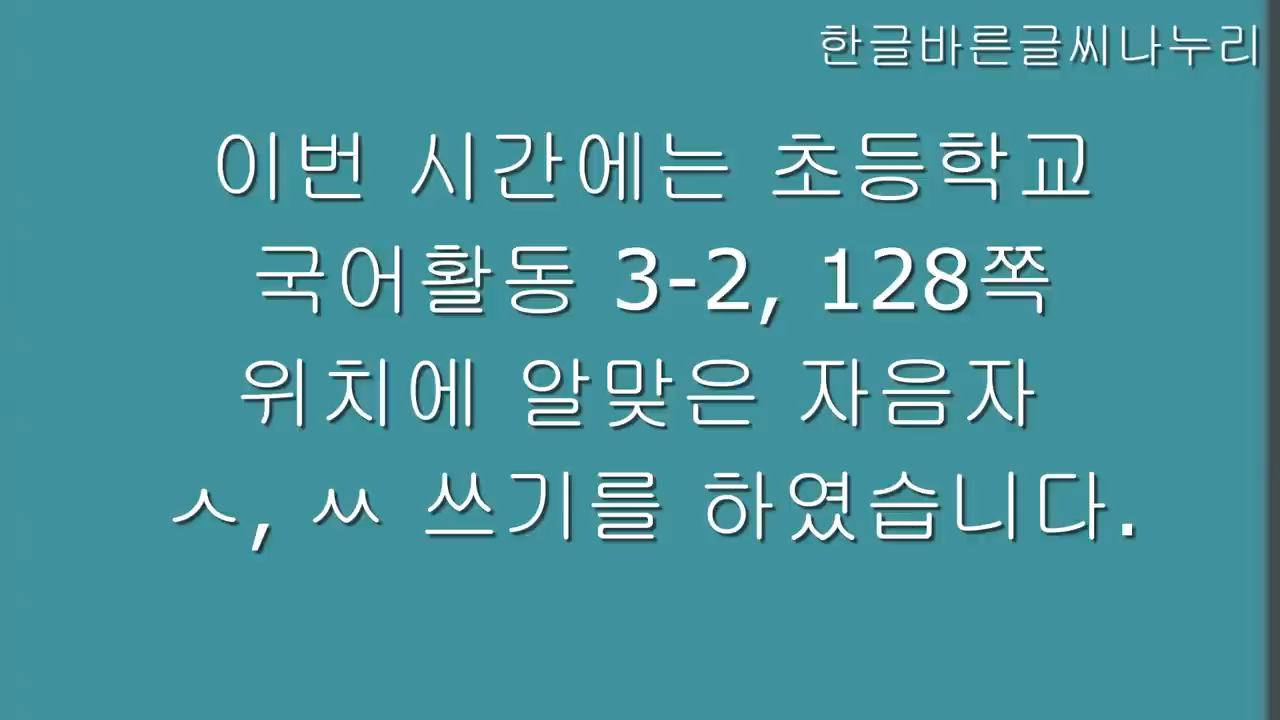 한글바른글씨나누리
이번 시간에는 초등학교
국어활동 3-2, 128쪽
위치에 알맞은 자음자
ㅅ, ㅆ 쓰기를 하였습니다.